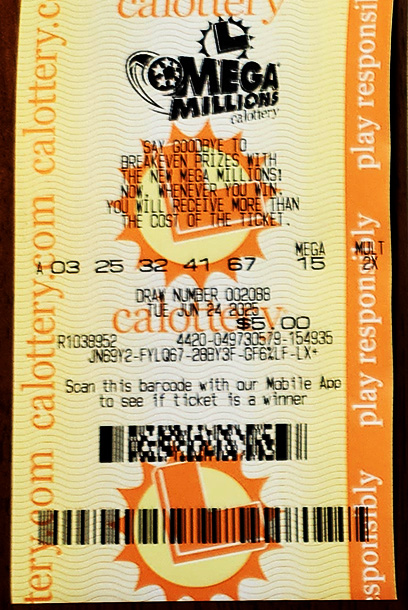 calottery
MEGA
MILLIONS
calottery
SAY GOODBYE TO
BREAKEVEN PRIZES WITH
THE NEW MEGA MILLIONS!
NOW, WHENEVER YOU WIN,
YOU WILL RECEIVE MORE THAN
THE COST OF THE TICKET.
MEGA MULT
A 03 25 32 41 67 15 2X
DRAW NUMBER 002088
TUE JUN 24 2025
calottery
$5.00
R1038952 4420-049730579-154935
JN69Y2-FYLQ67-28BY3F-GF6%LF-LX+
Scan this barcode with our Mobile App
to see if ticket is a winner
calottery.com calottery.c
ttery.com
play responsibly play responsil
sponsibly